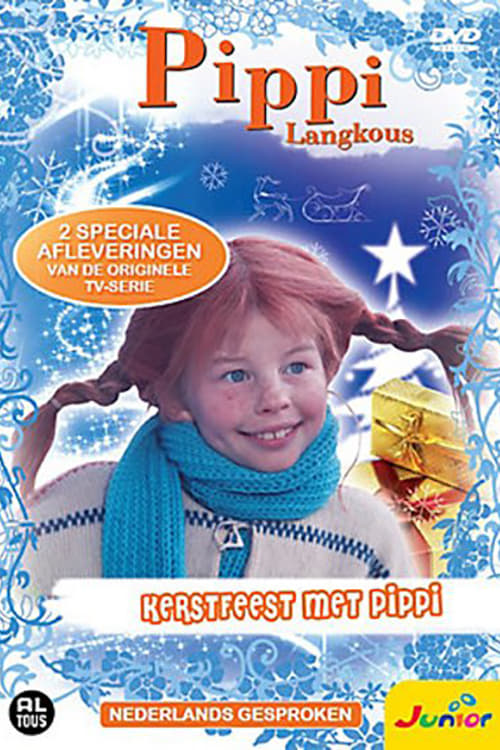 DVD
Pippi
Langkous
2 SPECIALE
AFLEVERINGEN
VAN DE ORIGINELE
TV-SERIE
KERSTFEEST MET PIPPI
AL
TOUS
NEDERLANDS GESPROKEN
Junior